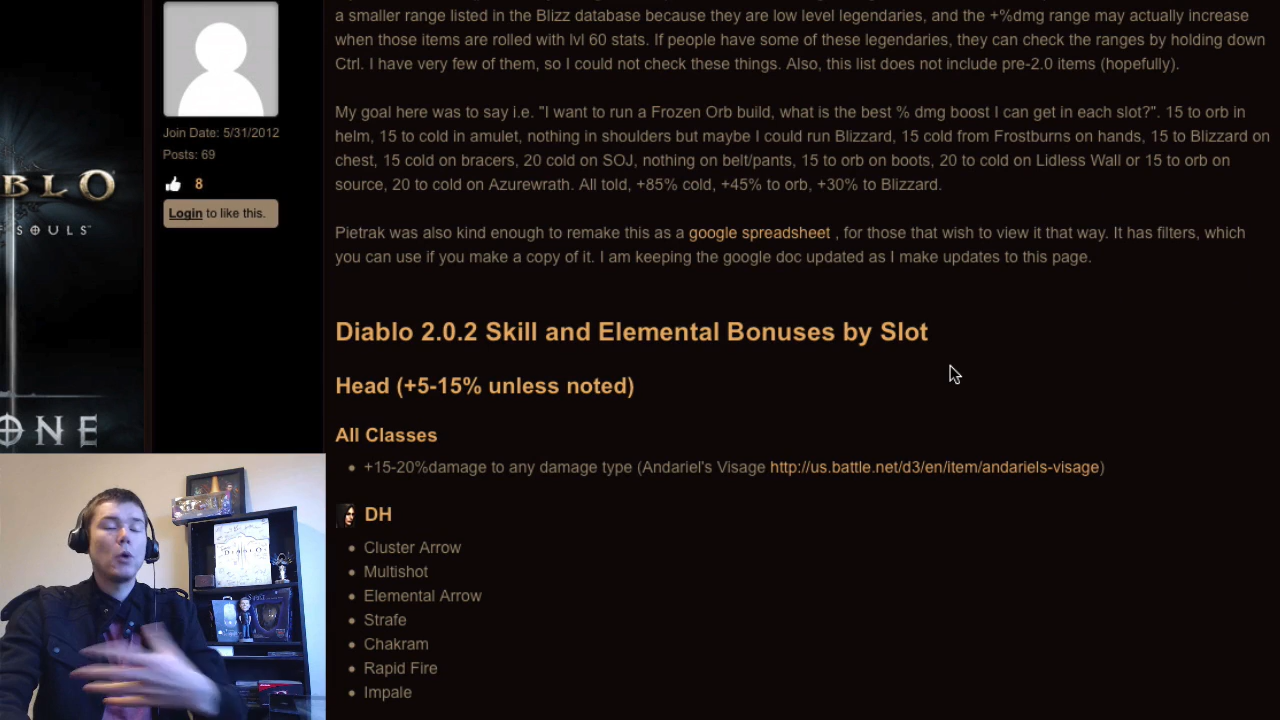 a smaller range listed in the Blizz database because they are low level legendaries, and the +%dmg range may actually increase
when those items are rolled with lvl 60 stats. If people have some of these legendaries, they can check the ranges by holding down
Ctrl. I have very few of them, so I could not check these things. Also, this list does not include pre-2.0 items (hopefully).
My goal here was to say i.e. "I want to run a Frozen Orb build, what is the best % dmg boost I can get in each slot?". 15 to orb in
helm, 15 to cold in amulet, nothing in shoulders but maybe I could run Blizzard, 15 cold from Frostburns on hands, 15 to Blizzard on
chest, 15 cold on bracers, 20 cold on SOJ, nothing on belt/pants, 15 to orb on boots, 20 to cold on Lidless Wall or 15 to orb on
source, 20 to cold on Azurewrath. All told, +85% cold, +45% to orb, +30% to Blizzard.
Pietrak was also kind enough to remake this as a google spreadsheet , for those that wish to view it that way. It has filters, which
you can use if you make a copy of it. I am keeping the google doc updated as I make updates to this page.
Diablo 2.0.2 Skill and Elemental Bonuses by Slot
Head (+5-15% unless noted)
All Classes
+15-20%damage to any damage type (Andariel's Visage http://us.battle.net/d3/en/item/andariels-visage)
DH
Cluster Arrow
Multishot
Elemental Arrow
Strafe
Chakram
Rapid Fire
Impale
Join Date: 5/31/2012
Posts: 69
8
Login to like this.
BLO
F SOULS
ONE
DIABLO